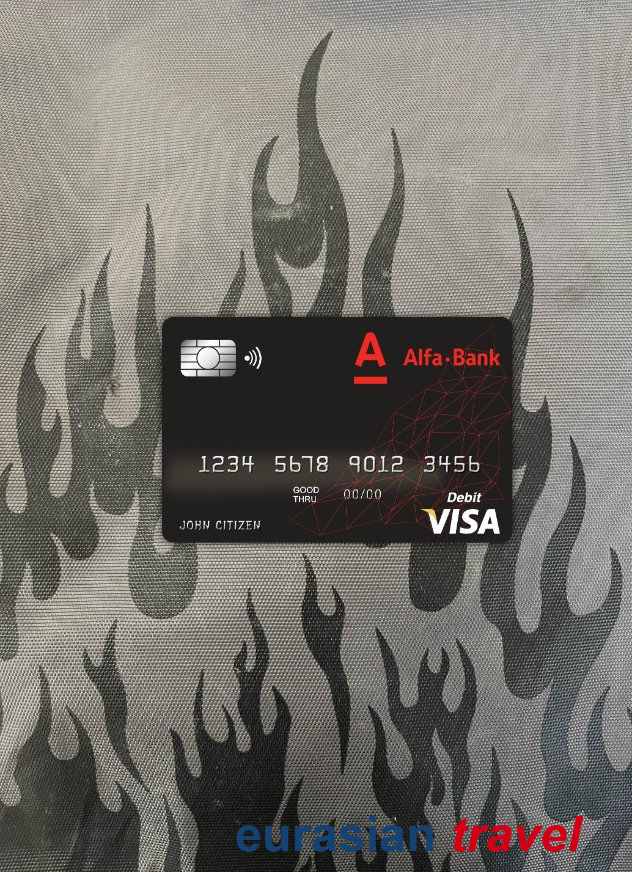 A Alfa·Bank
1234 5678 9012 3456
GOOD
THRU 00/00
Debit
JOHN CITIZEN VISA
eurasian travel